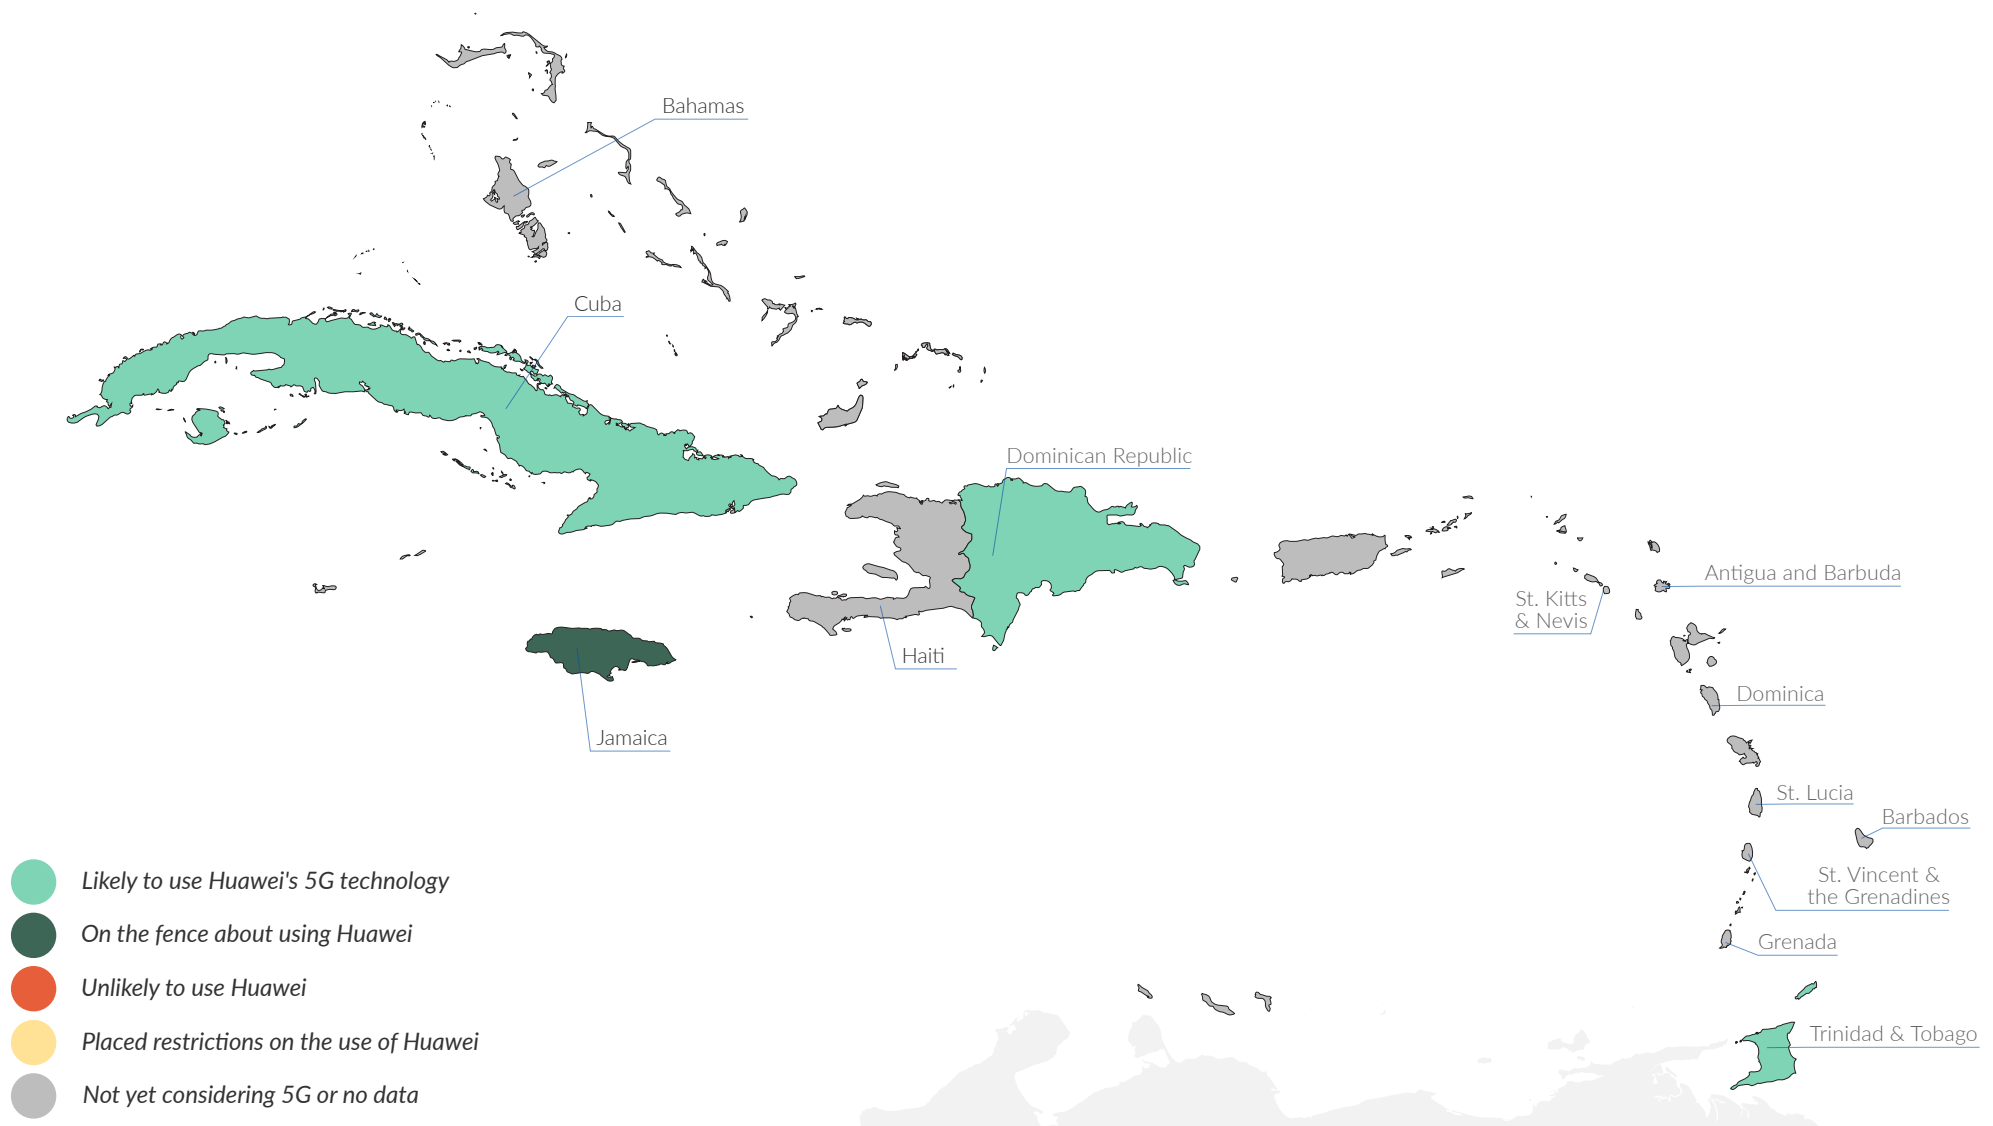 Bahamas
Cuba
Dominican Republic
Antigua and Barbuda
St. Kitts
& Nevis
Haiti
Dominica
Jamaica
St. Lucia
Barbados
St. Vincent &
the Grenadines
Grenada
Trinidad & Tobago
Likely to use Huawei's 5G technology
On the fence about using Huawei
Unlikely to use Huawei
Placed restrictions on the use of Huawei
Not yet considering 5G or no data